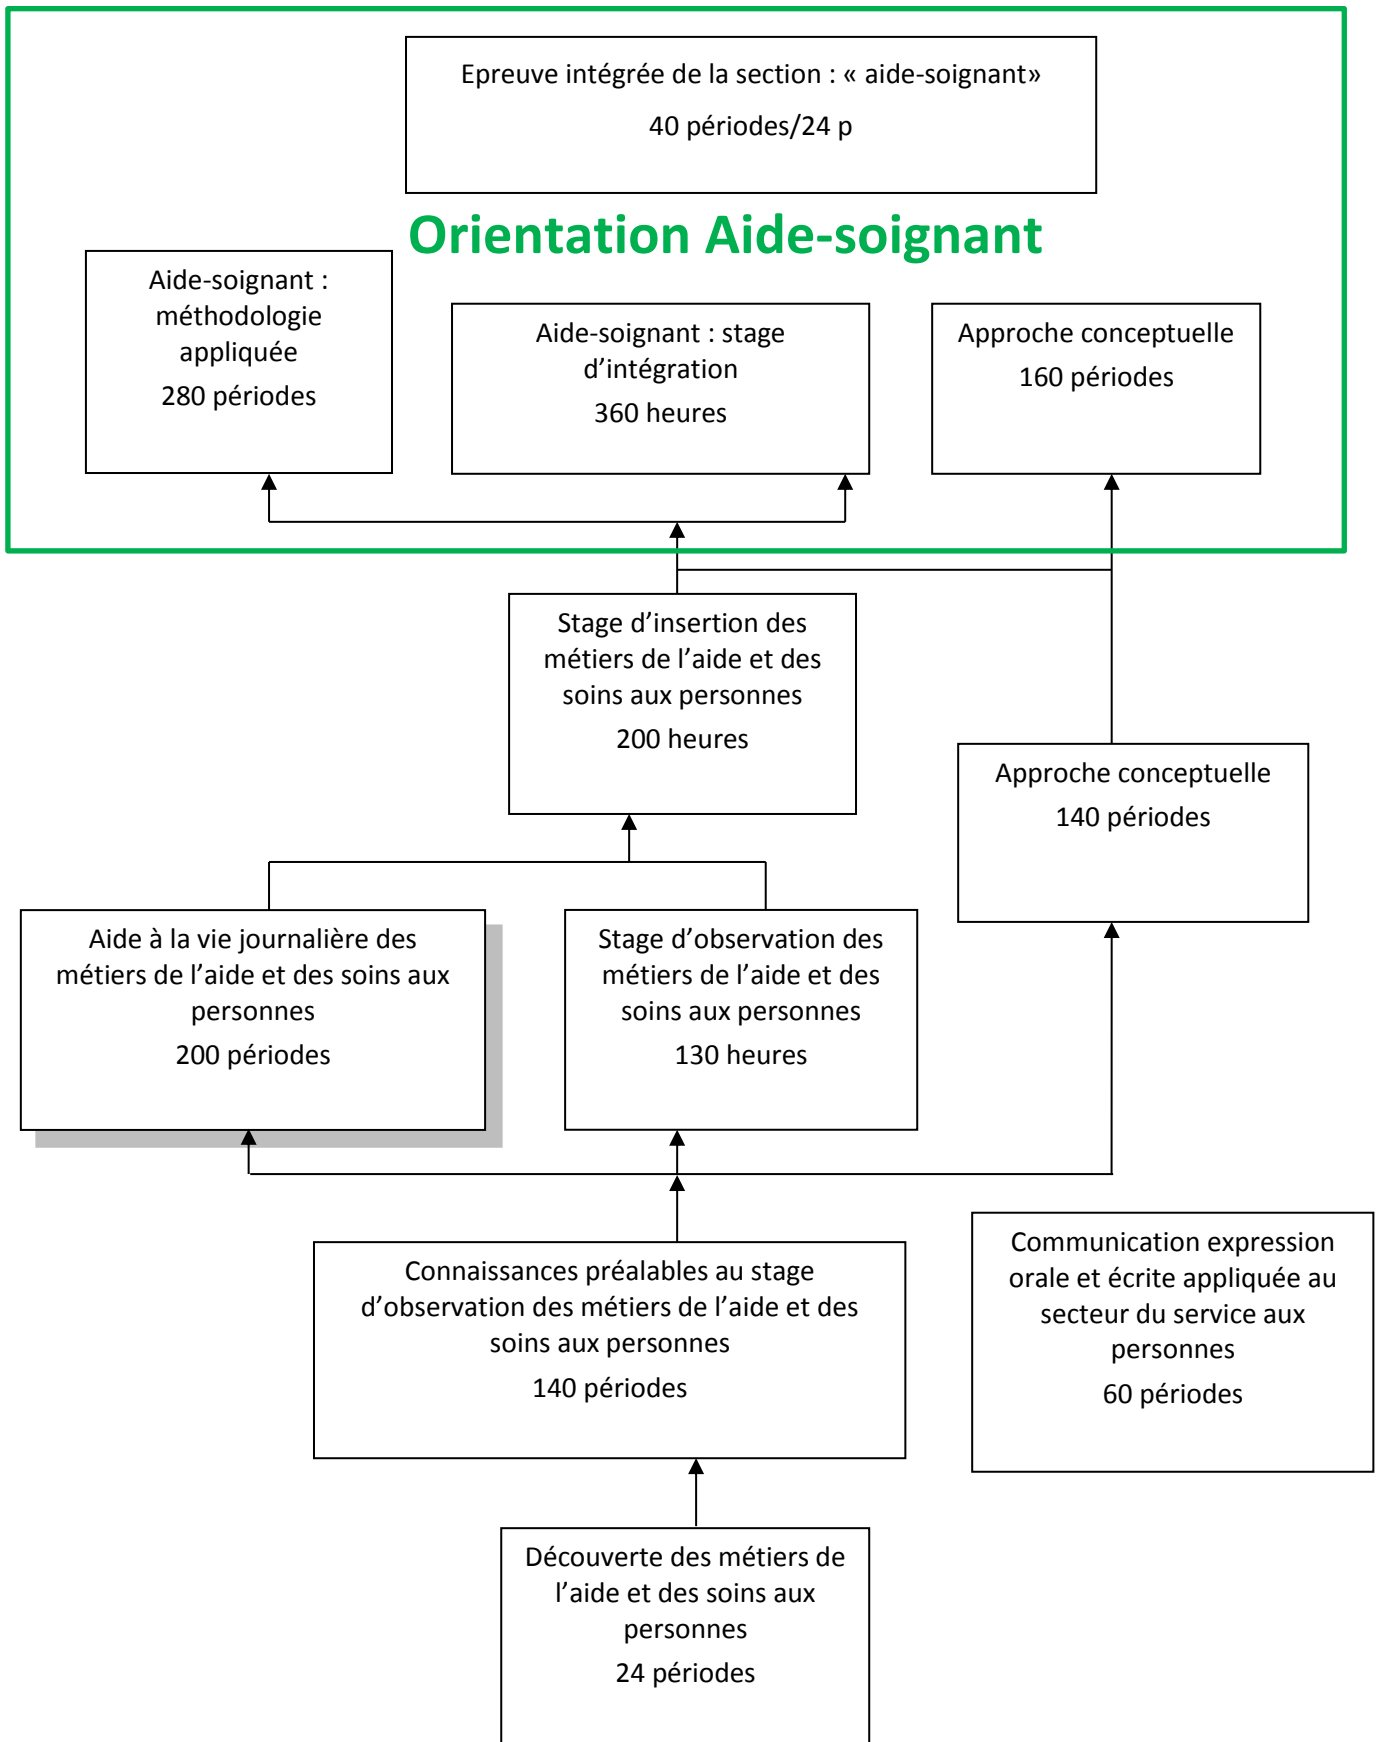 Epreuve intégrée de la section : « aide-soignant»
40 périodes/24 p
Orientation Aide-soignant
Aide-soignant :
méthodologie
appliquée
280 périodes
Aide-soignant : stage
d’intégration
360 heures
Approche conceptuelle
160 périodes
Stage d’insertion des
métiers de l’aide et des
soins aux personnes
200 heures
Approche conceptuelle
140 périodes
Aide à la vie journalière des
métiers de l’aide et des soins aux
personnes
200 périodes
Stage d’observation des
métiers de l’aide et des
soins aux personnes
130 heures
Connaissances préalables au stage
d’observation des métiers de l’aide et des
soins aux personnes
140 périodes
Communication expression
orale et écrite appliquée au
secteur du service aux
personnes
60 périodes
Découverte des métiers de
l’aide et des soins aux
personnes
24 périodes